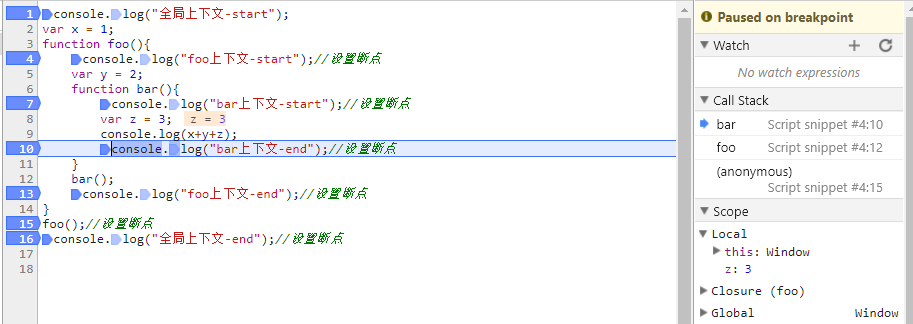 1 console.log("全局上下文-start");
2 var x = 1;
3 function foo(){
4 console.log("foo上下文-start");//设置断点
5 var y = 2;
6 function bar(){
7 console.log("bar上下文-start");//设置断点
8 var z = 3; z = 3
9 console.log(x+y+z);
10 console.log("bar上下文-end");//设置断点
11 }
12 bar();
13 console.log("foo上下文-end");//设置断点
14 }
15 foo();//设置断点
16 console.log("全局上下文-end");//设置断点
17
18
Paused on breakpoint
Watch
No watch expressions
Call Stack
bar Script snippet #4:10
foo Script snippet #4:12
(anonymous)
Script snippet #4:15
Scope
Local
this: Window
z: 3
Closure (foo)
Global Window